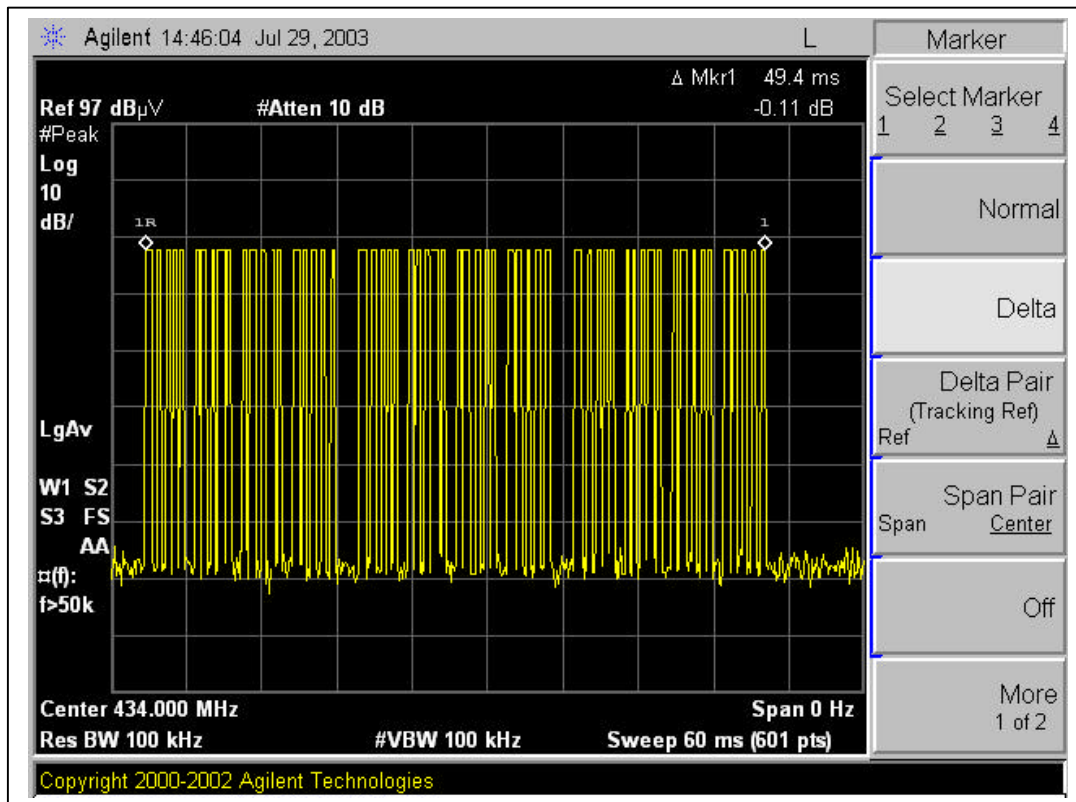 Agilent 14:46:04 Jul 29, 2003 L
Δ Mkr1 49.4 ms
Ref 97 dBµV #Atten 10 dB -0.11 dB
#Peak
Log
10
dB/
1R 1
LgAv
W1 S2
S3 FS
AA
¤(f):
f>50k
Center 434.000 MHz Span 0 Hz
Res BW 100 kHz #VBW 100 kHz Sweep 60 ms (601 pts)
Copyright 2000-2002 Agilent Technologies
Marker
Select Marker
1 2 3 4
Normal
Delta
Delta Pair
(Tracking Ref)
Ref Δ
Span Pair
Span Center
Off
More
1 of 2